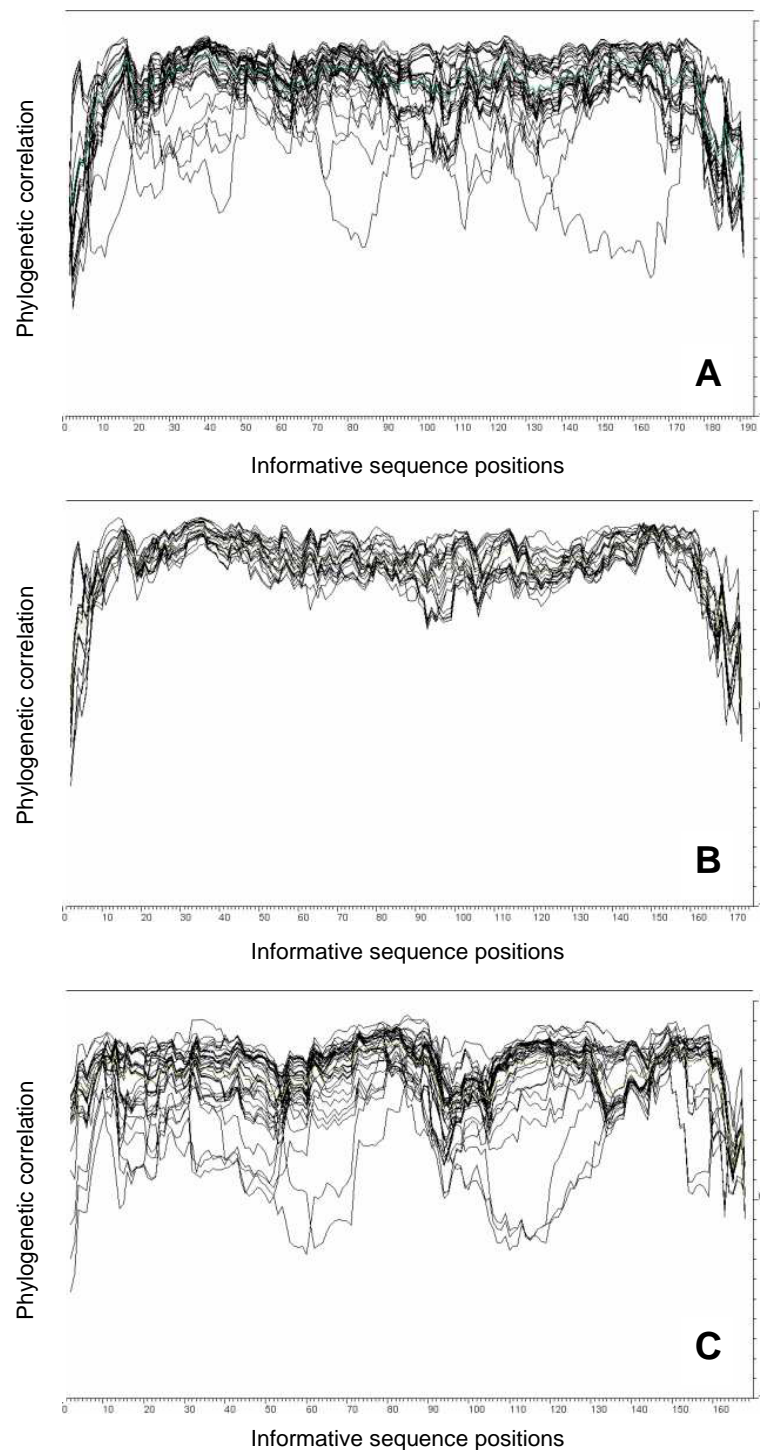 Phylogenetic correlation
A
0 10 20 30 40 50 60 70 80 90 100 110 120 130 140 150 160 170 180 190
Informative sequence positions
Phylogenetic correlation
B
0 10 20 30 40 50 60 70 80 90 100 110 120 130 140 150 160 170
Informative sequence positions
Phylogenetic correlation
C
0 10 20 30 40 50 60 70 80 90 100 110 120 130 140 150 160
Informative sequence positions